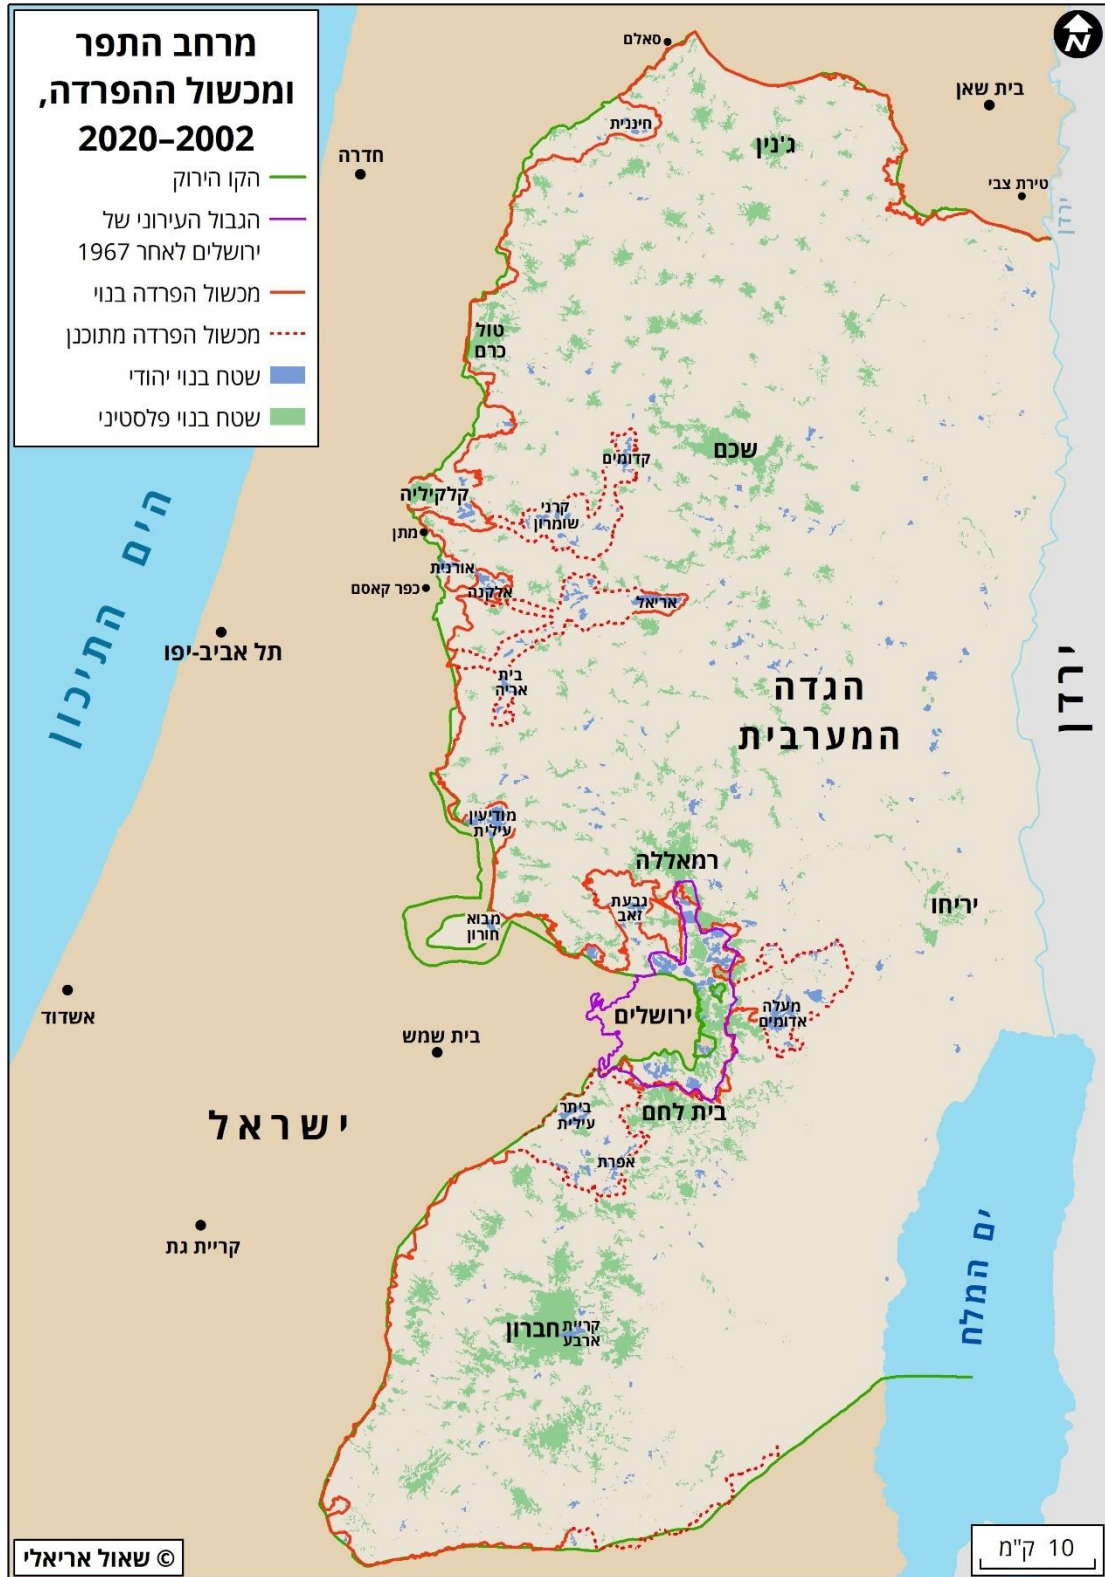 מרחב התפר
ומכשול ההפרדה,
2020–2002
הקו הירוק
הגבול העירוני של
ירושלים לאחר 1967
מכשול הפרדה בנוי
מכשול הפרדה מתוכנן
שטח בנוי יהודי
שטח בנוי פלסטיני
N
סאלם
בית שאן
חיננית
ג'נין
חדרה
טירת צבי
ירדן
טול
כרם
שכם
קדומים
קלקיליה
קרני
שומרון
מתן
אורנית
כפר קאסם
אלקנה
אריאל
הים התיכון
תל אביב-יפו
בית
אריה
הגדה
המערבית
ירדן
מודיעין
עילית
רמאללה
גבעת
זאב
יריחו
מבוא
חורון
אשדוד
ירושלים
מעלה
אדומים
בית שמש
ישראל
ביתר
עילית
בית לחם
אפרת
קריית גת
ים המלח
חברון
קריית
ארבע
© שאול אריאלי
10 ק"מ